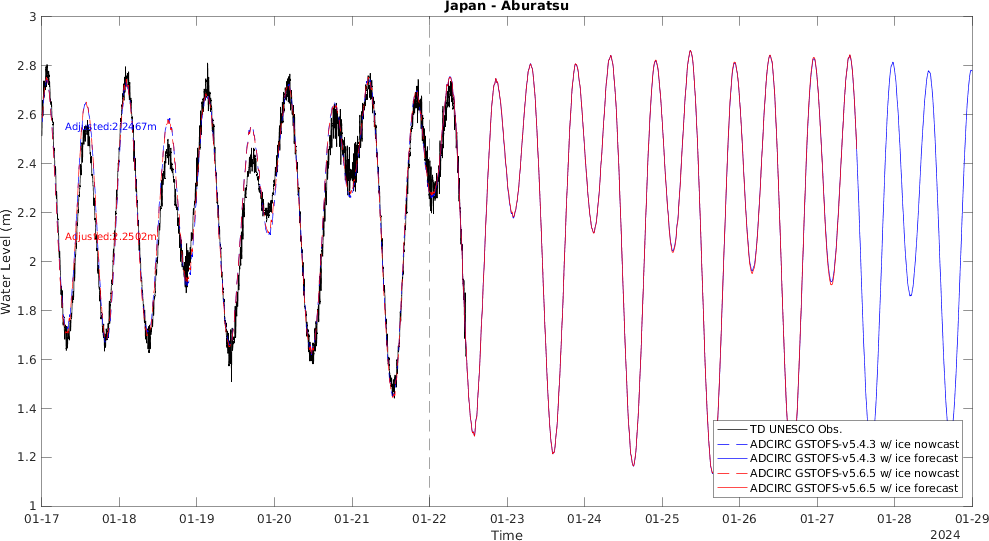 Japan - Aburatsu
3
2.8
2.6
2.4
2.2
2
1.8
1.6
1.4
1.2
1
Water Level (m)
Adjusted:2.2467m
Adjusted:2.2502m
TD UNESCO Obs.
ADCIRC GSTOFS-v5.4.3 w/ ice nowcast
ADCIRC GSTOFS-v5.4.3 w/ ice forecast
ADCIRC GSTOFS-v5.6.5 w/ ice nowcast
ADCIRC GSTOFS-v5.6.5 w/ ice forecast
01-17 01-18 01-19 01-20 01-21 01-22 01-23 01-24 01-25 01-26 01-27 01-28 01-29
Time
2024